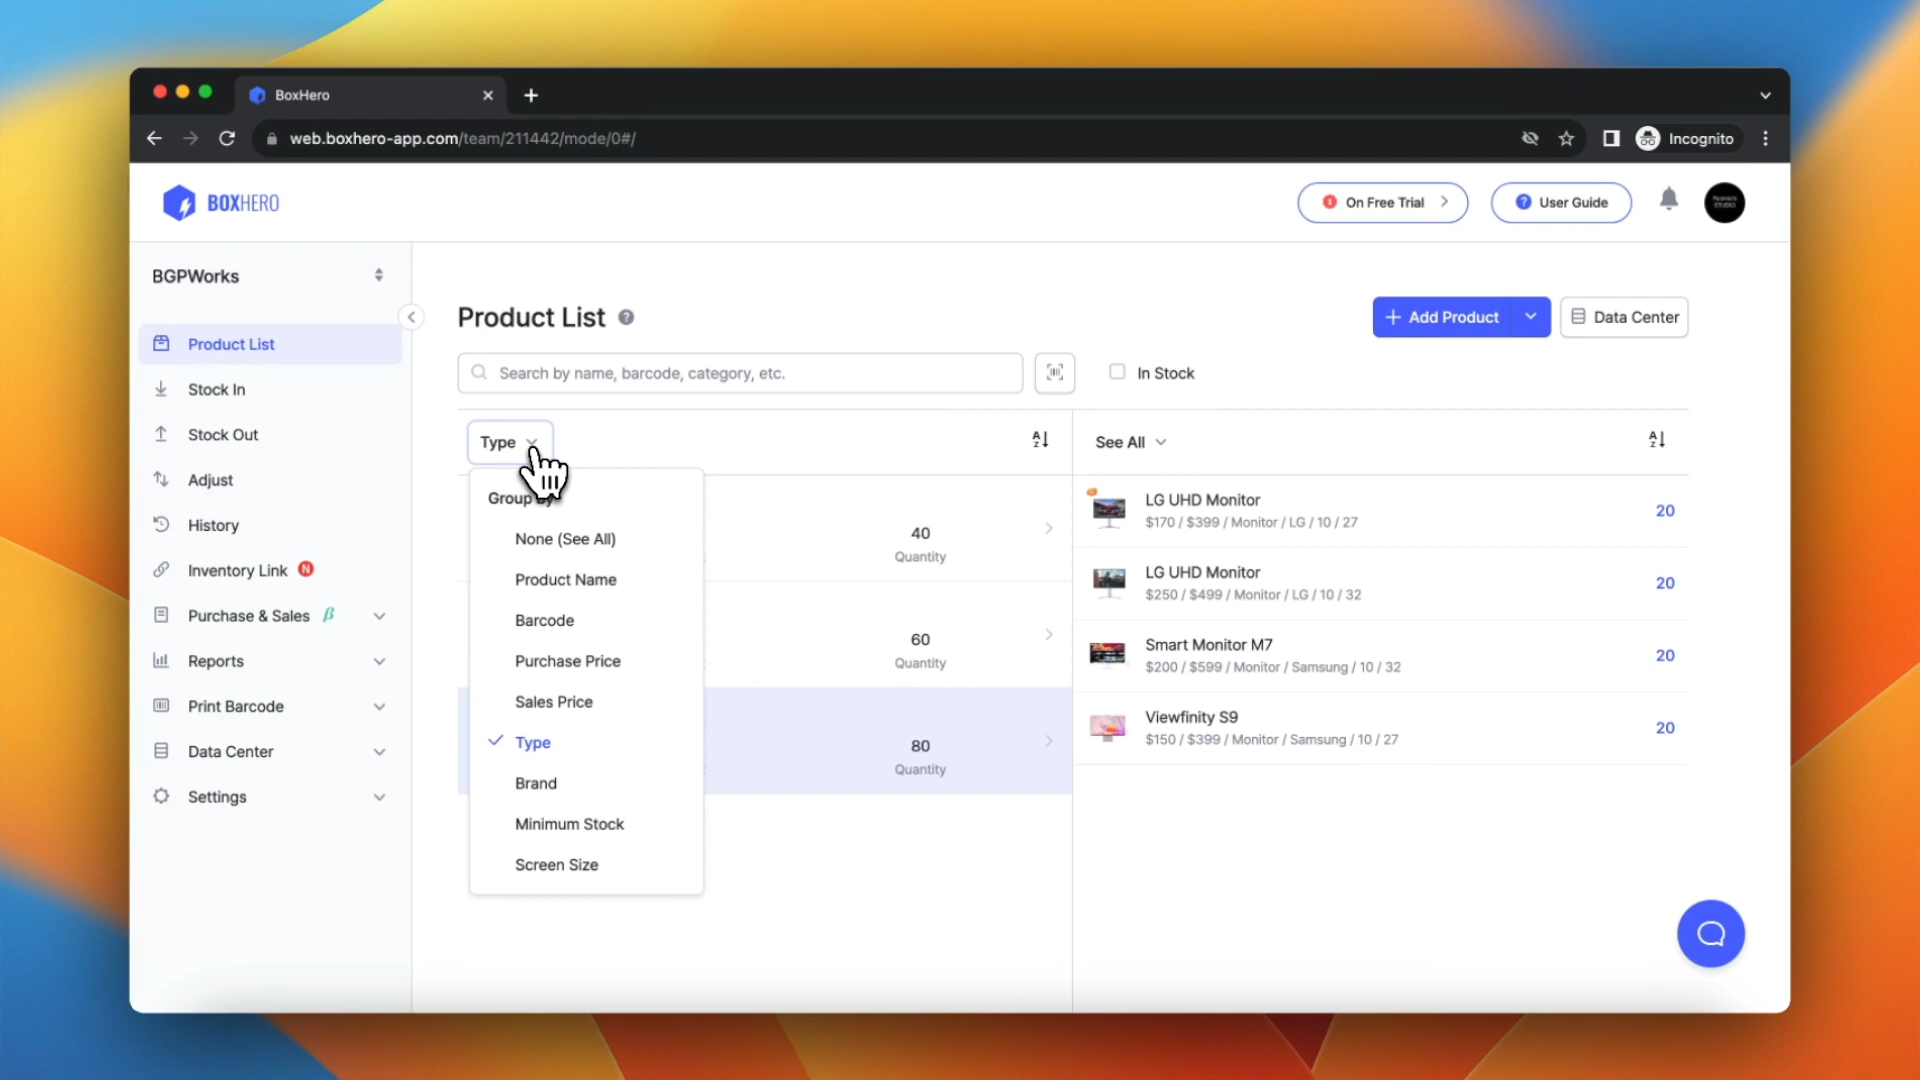 BoxHero
web.boxhero-app.com/team/211442/mode/0#/
Incognito
BOXHERO
On Free Trial
User Guide
BGPWorks
Product List
Stock In
Stock Out
Adjust
History
Inventory Link N
Purchase & Sales β
Reports
Print Barcode
Data Center
Settings
Product List
Add Product
Data Center
Search by name, barcode, category, etc.
In Stock
Type
Group by
None (See All)
Product Name
Barcode
Purchase Price
Sales Price
Type
Brand
Minimum Stock
Screen Size
40
Quantity
60
Quantity
80
Quantity
See All
LG UHD Monitor
$170 / $399 / Monitor / LG / 10 / 27
20
LG UHD Monitor
$250 / $499 / Monitor / LG / 10 / 32
20
Smart Monitor M7
$200 / $599 / Monitor / Samsung / 10 / 32
20
Viewfinity S9
$150 / $399 / Monitor / Samsung / 10 / 27
20